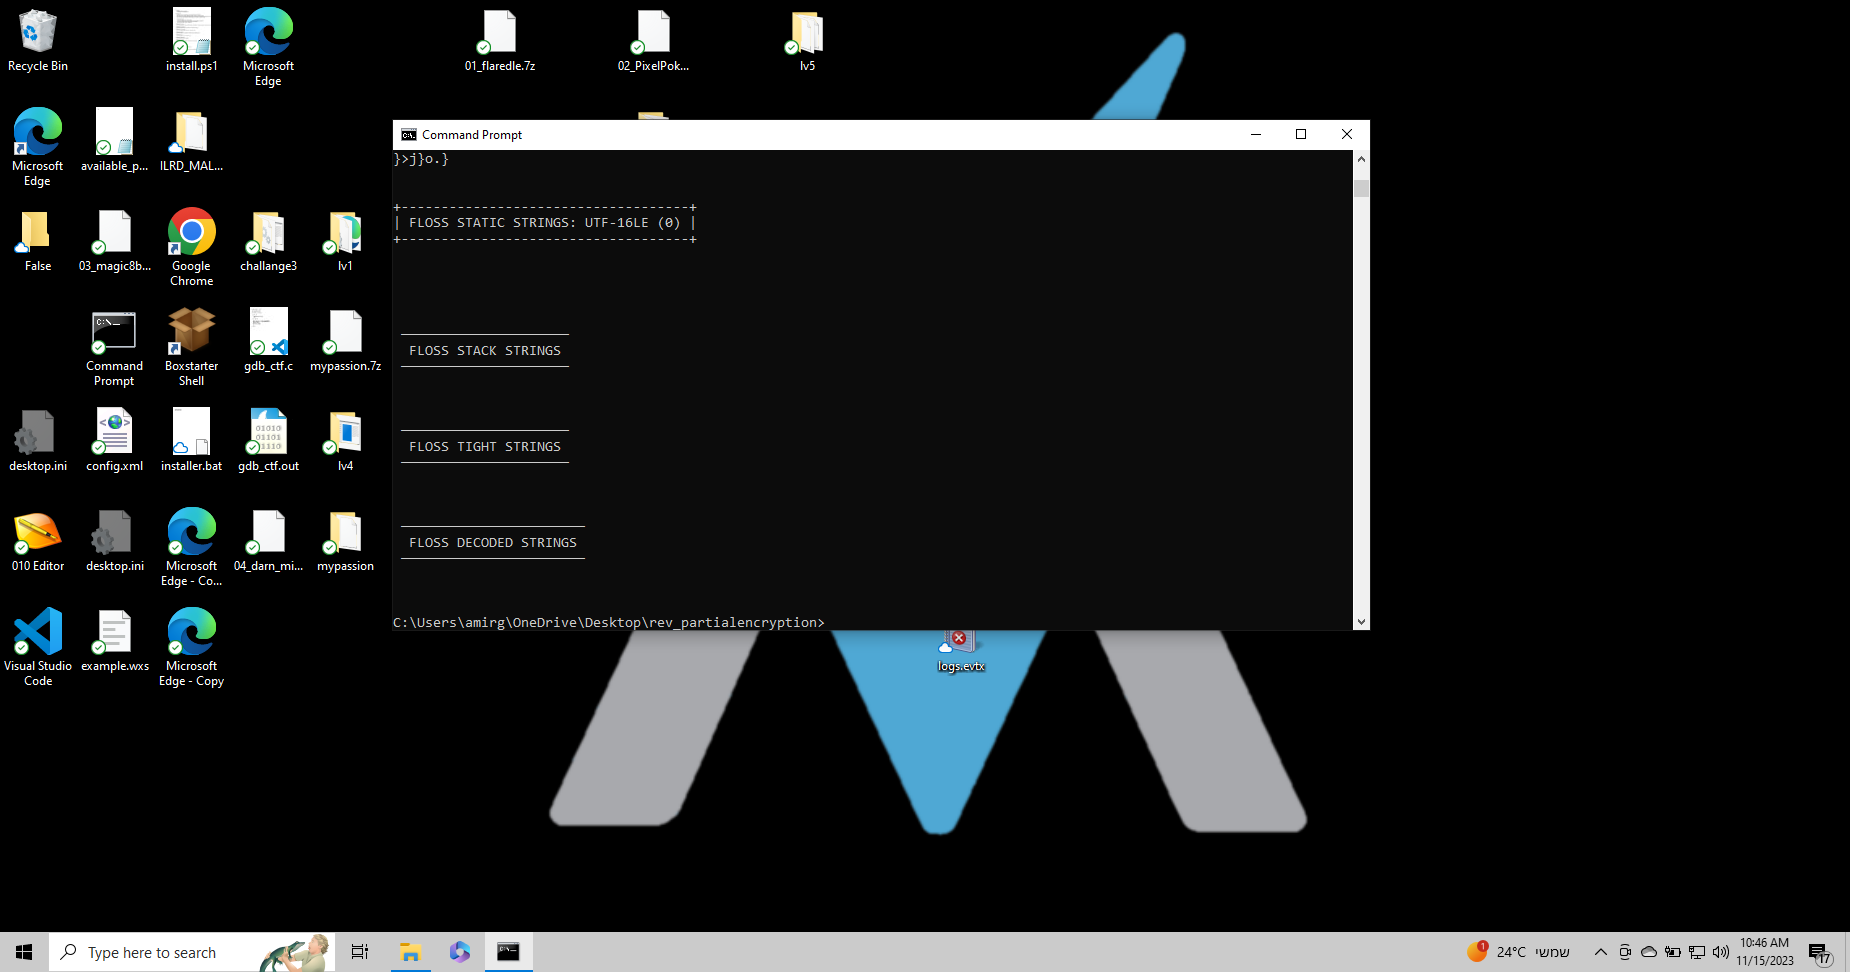 Recycle Bin
install.ps1
Microsoft
Edge
01_flaredle.7z
02_PixelPok...
lv5
Microsoft
Edge
available_p...
ILRD_MAL...
False
03_magic8b...
Google
Chrome
challange3
lv1
Command
Prompt
Boxstarter
Shell
gdb_ctf.c
mypassion.7z
desktop.ini
config.xml
installer.bat
gdb_ctf.out
lv4
010 Editor
desktop.ini
Microsoft
Edge - Co...
04_darn_mi...
mypassion
Visual Studio
Code
example.wxs
Microsoft
Edge - Copy
Command Prompt
}>j}o.}
+------------------------------------+
| FLOSS STATIC STRINGS: UTF-16LE (0) |
+------------------------------------+
FLOSS STACK STRINGS
FLOSS TIGHT STRINGS
FLOSS DECODED STRINGS
C:\Users\amirg\OneDrive\Desktop\rev_partialencryption>
logs.evtx
Type here to search
1
24°C שמשי
10:46 AM
11/15/2023
17